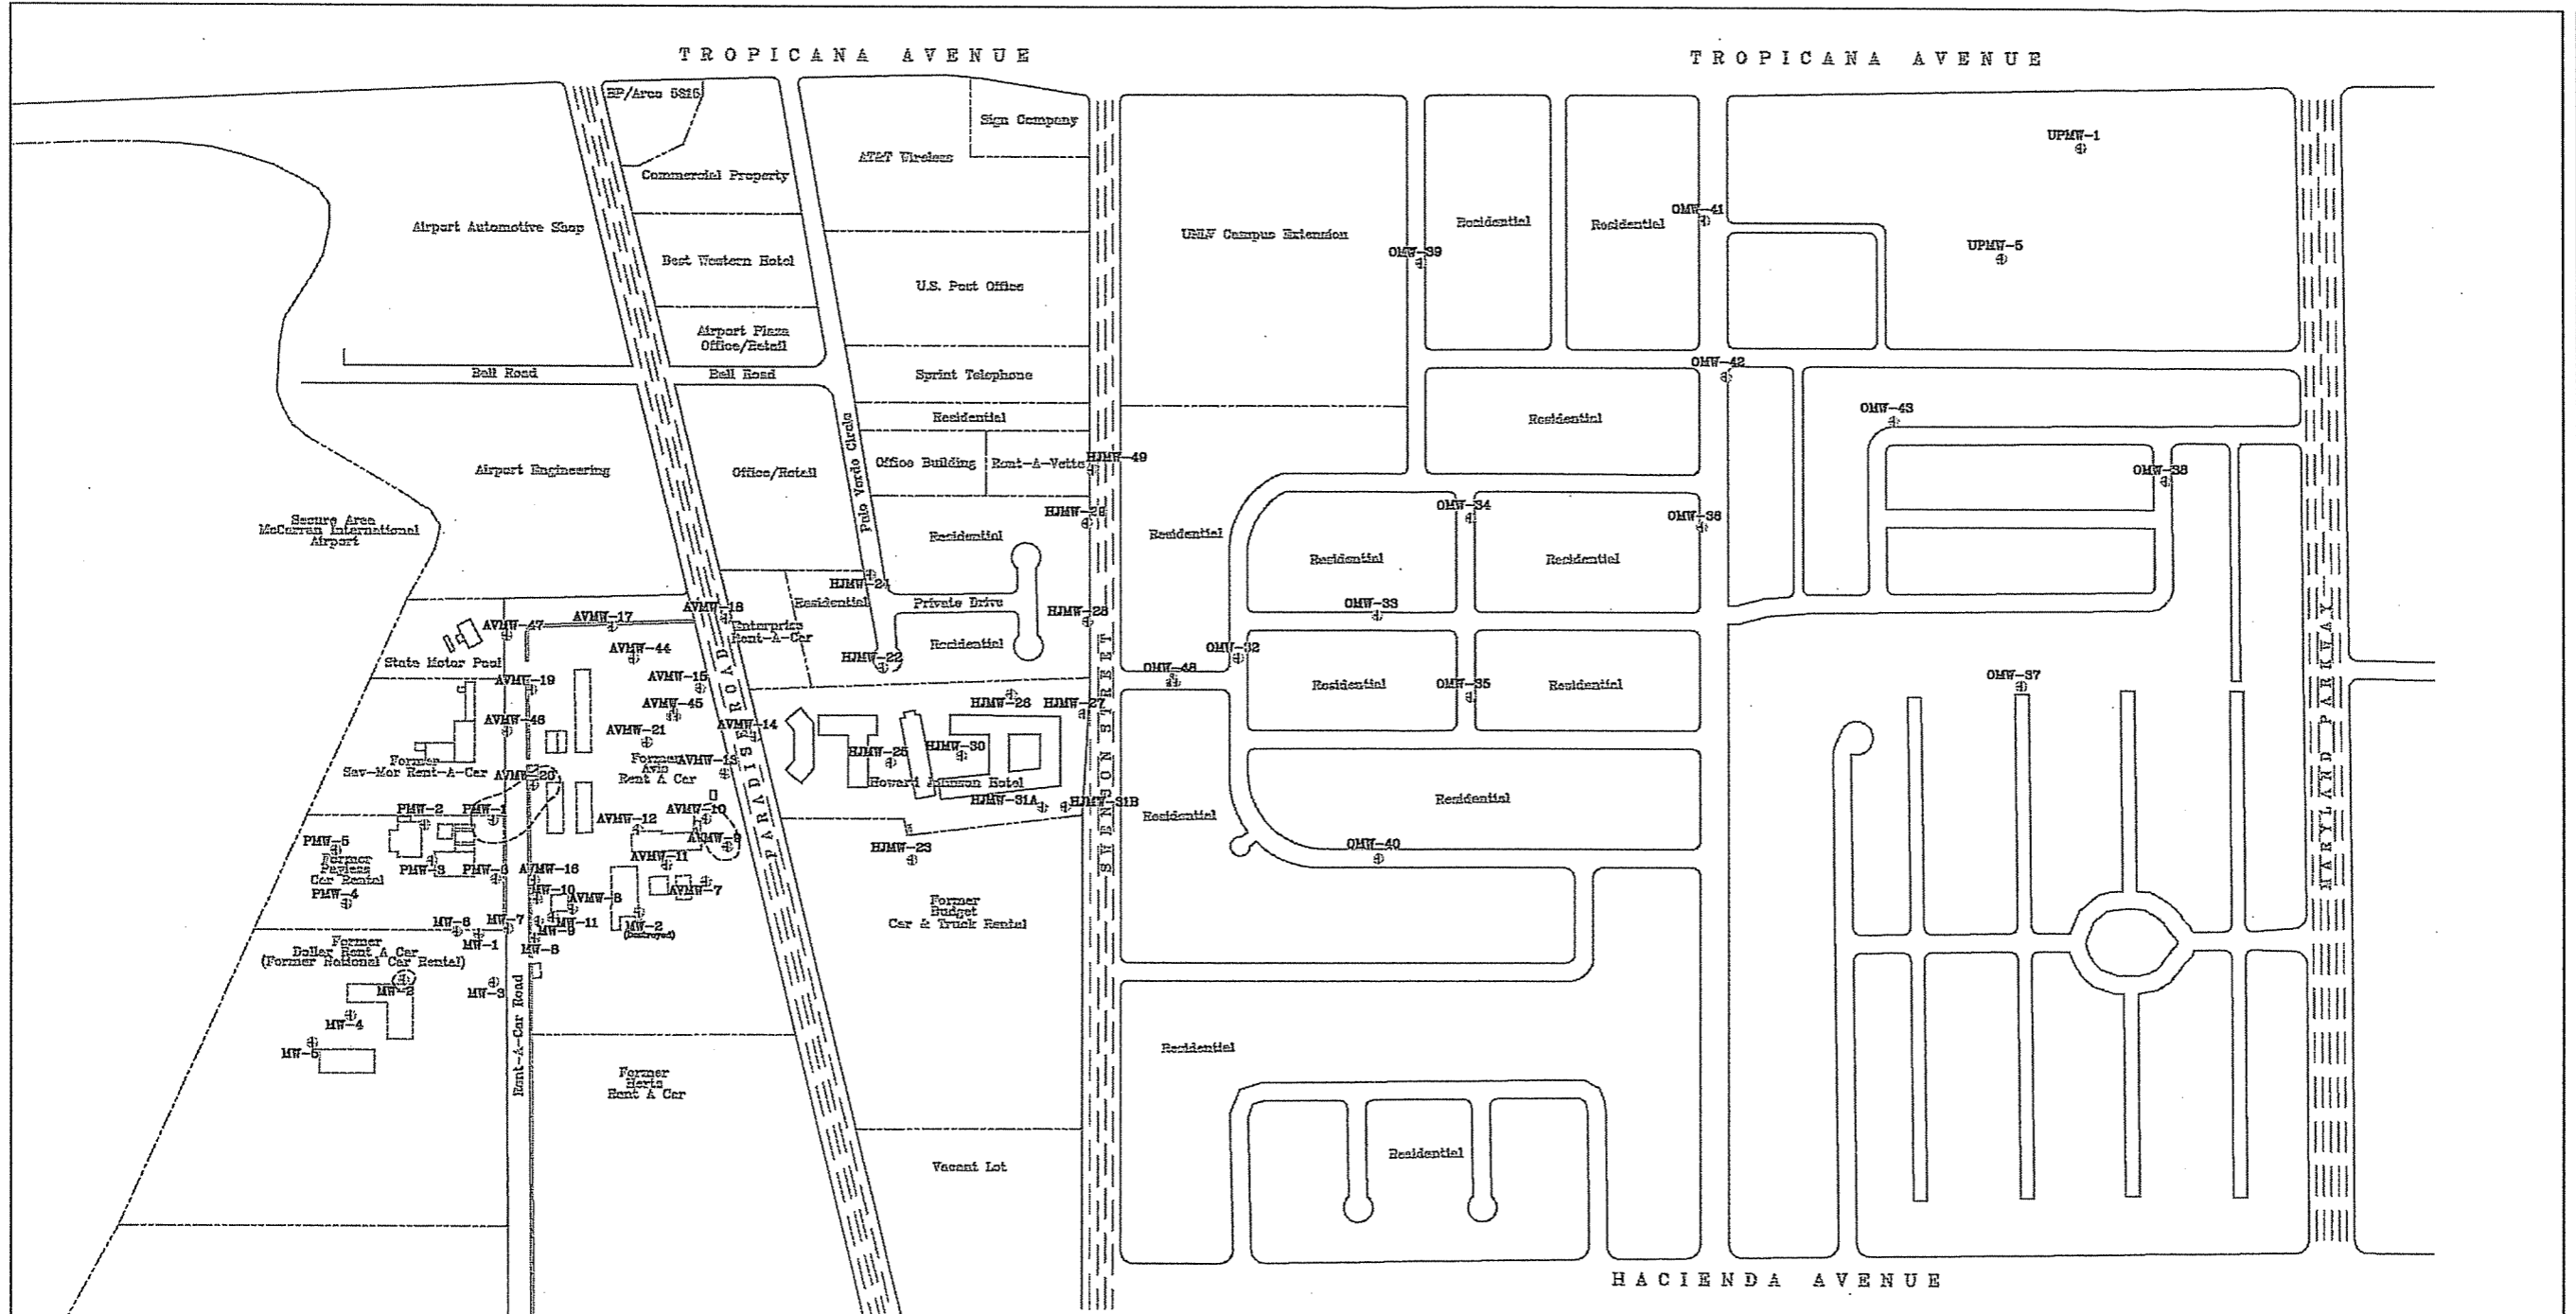 TROPICANA AVENUE
TROPICANA AVENUE
BP/Arco 5815
Sign Company
AT&T Wireless
Commercial Property
UPMW-1
Airport Automotive Shop
UNLV Campus Extension
Residential
Residential
OMW-41
OMW-39
UPMW-5
Best Western Hotel
U.S. Post Office
Airport Plaza
Office/Retail
Bell Road
Bell Road
Sprint Telephone
OMW-42
Residential
Residential
OMW-43
Palo Verde Circle
Airport Engineering
Office/Retail
Office Building
Rent-A-Vette
HJMW-49
OMW-38
Secure Area
McCarran International
Airport
HJMW-29
Residential
Residential
OMW-34
OMW-36
Residential
Residential
HJMW-24
Residential
Private Drive
HJMW-28
OMW-33
AVMW-47
AVMW-17
AVMW-18
Enterprise
Rent-A-Car
Residential
State Motor Pool
AVMW-44
HJMW-22
OMW-32
OMW-48
AVMW-19
AVMW-15
Residential
OMW-35
Residential
OMW-37
AVMW-46
AVMW-45
AVMW-14
HJMW-26
HJMW-27
AVMW-21
HJMW-25
HJMW-30
Former
Sav-Mor Rent-A-Car
AVMW-20
Former
Avis
Rent A Car
AVMW-13
Howard Johnson Hotel
HJMW-31A
HJMW-31B
Residential
Residential
PMW-2
PMW-1
AVMW-12
AVMW-10
AVMW-9
PMW-5
Former
Payless
Car Rental
PMW-3
PMW-6
AVMW-16
AVMW-11
HJMW-23
OMW-40
PMW-4
MW-10
AVMW-8
AVMW-7
MW-6
MW-7
MW-11
MW-9
MW-2
(Destroyed)
MW-1
MW-8
Former
Budget
Car & Truck Rental
Former
Dollar Rent A Car
(Former National Car Rental)
MW-2
MW-3
MW-4
MW-5
Rent-A-Car Road
PARADISE ROAD
SWENSON STREET
MARYLAND PARKWAY
Residential
Former
Hertz
Rent A Car
Vacant Lot
Residential
HACIENDA AVENUE